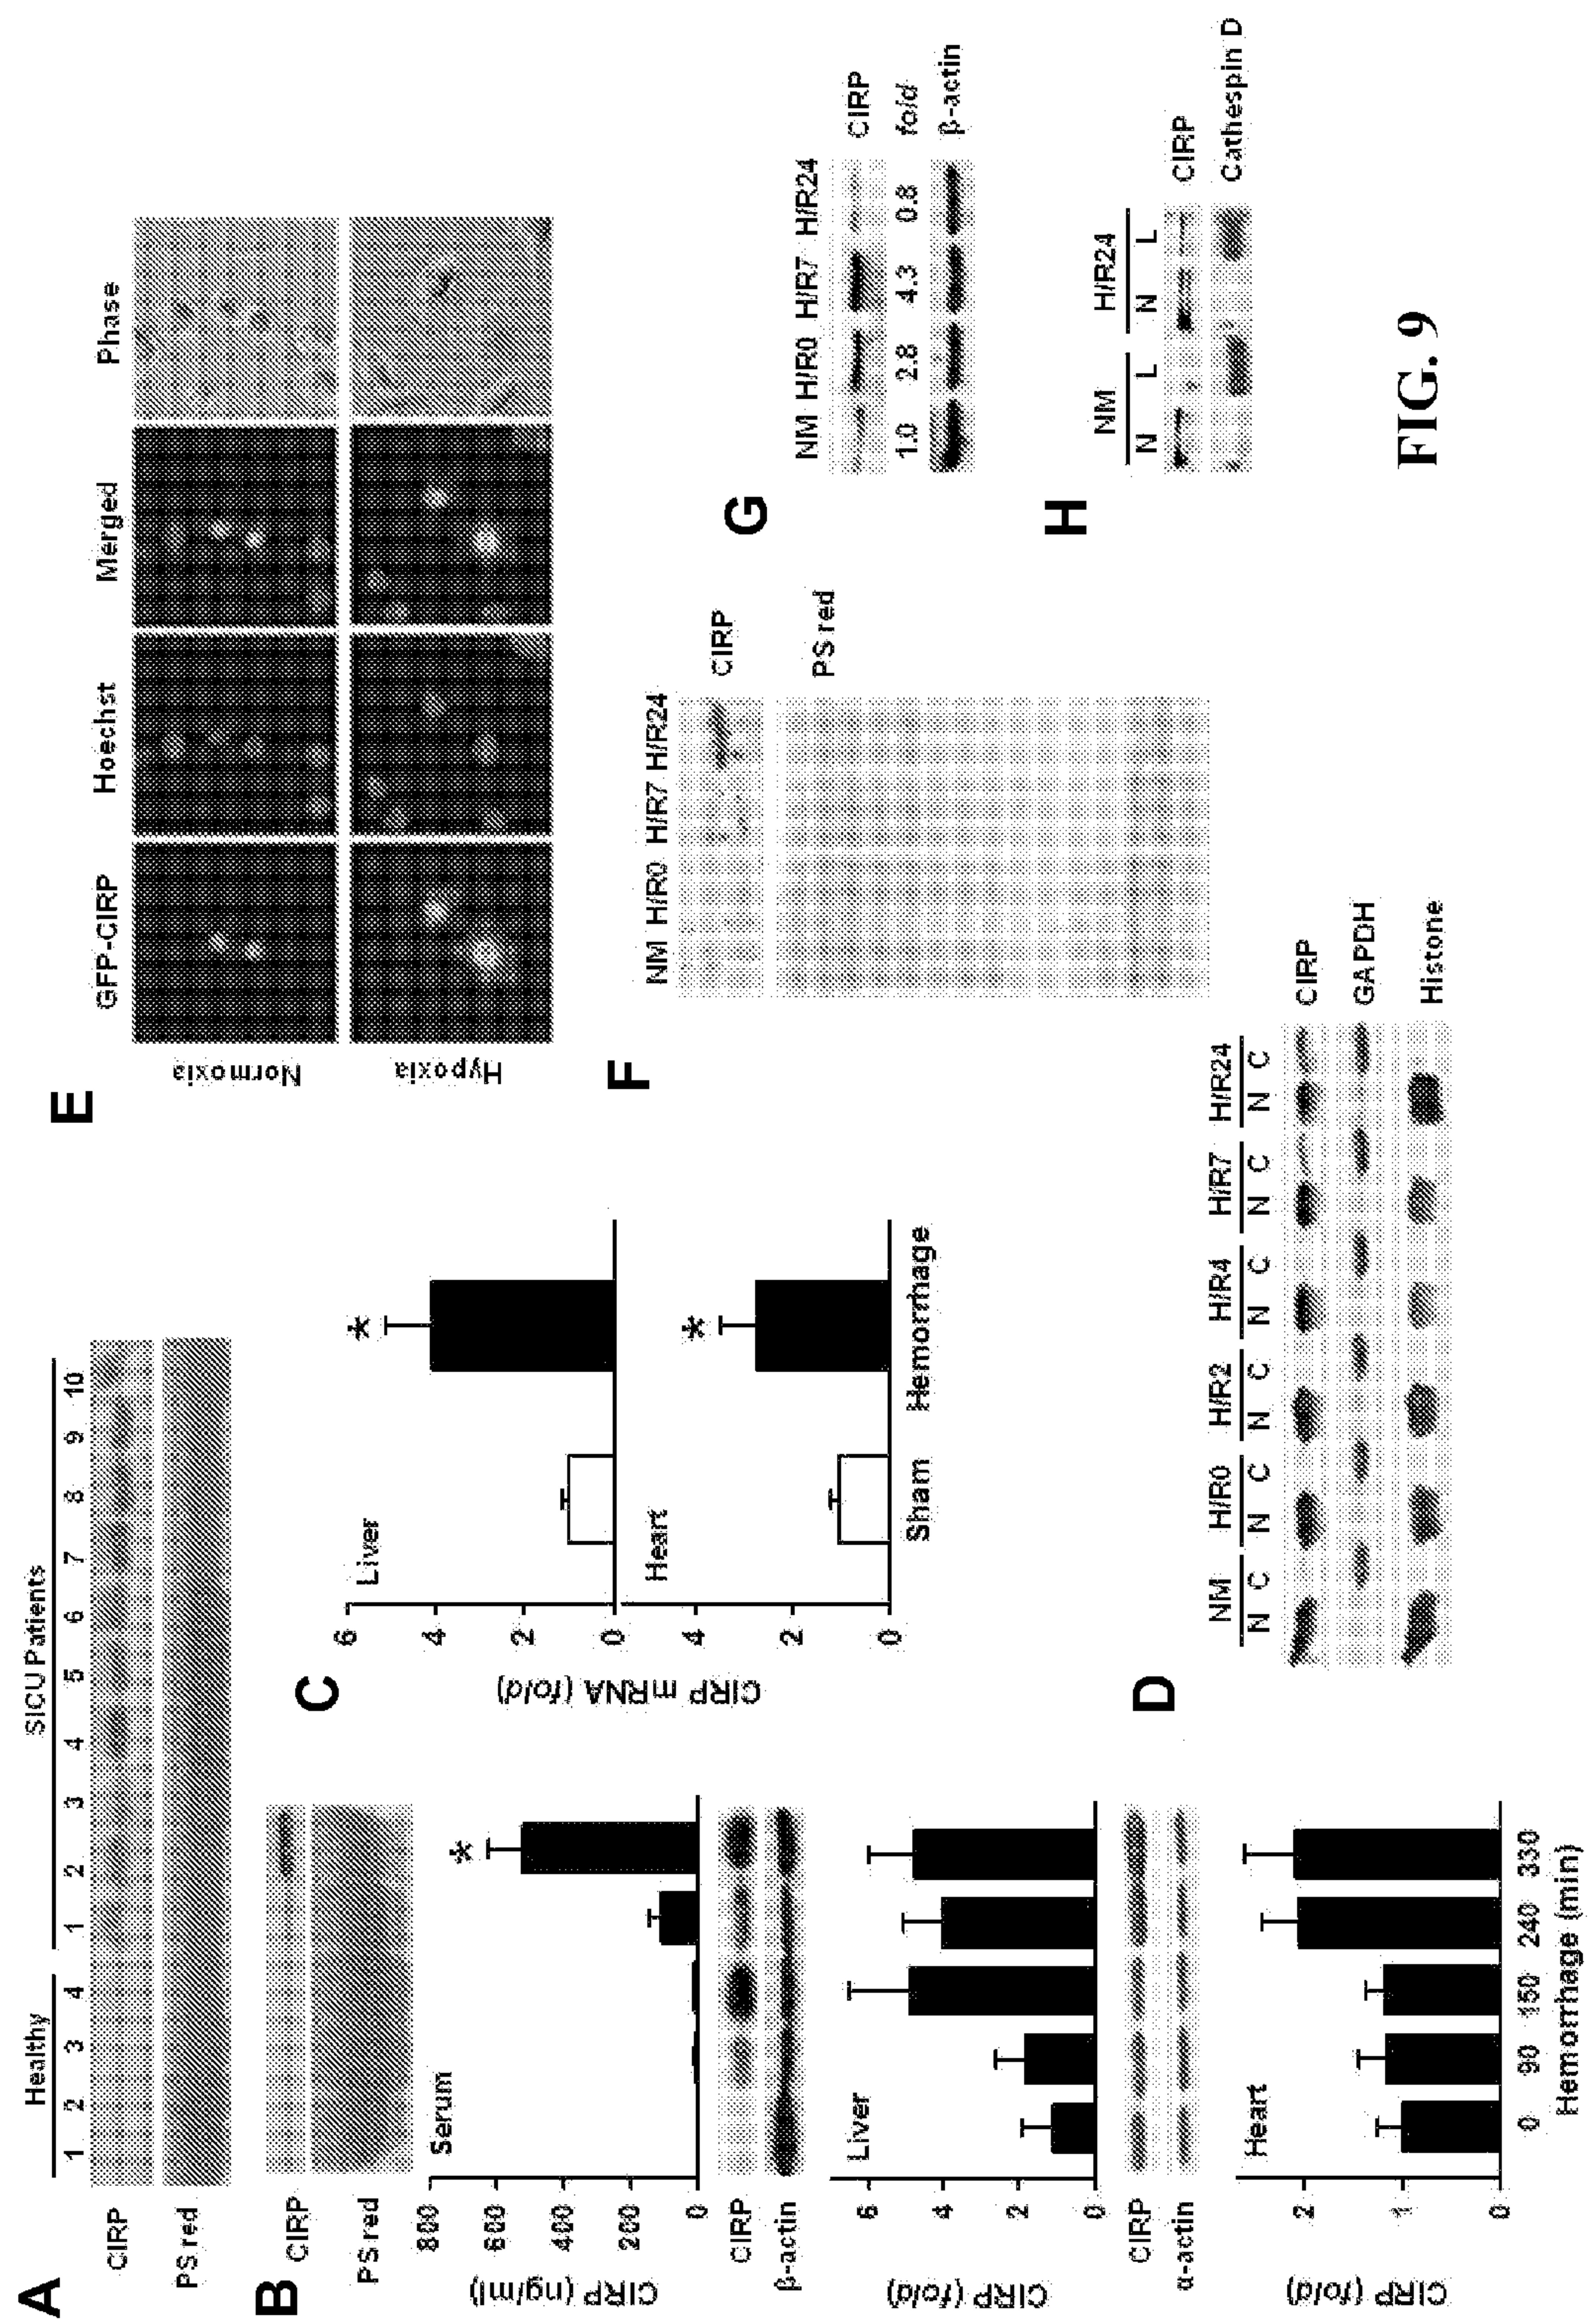 A
Healthy SICU Patients
1 2 3 4 1 2 3 4 5 6 7 8 9 10
CIRP
PS red
B
CIRP
PS red
800
600
400
200
0
CIRP (ng/ml)
Serum
*
CIRP
β-actin
6
4
2
0
CIRP (fold)
Liver
CIRP
α-actin
2
1
0
CIRP (fold)
Heart
0 90 150 240 330
Hemorrhage (min)
C
6
4
2
0
Liver
*
4
2
0
Heart
*
CIRP mRNA (fold)
Sham Hemorrhage
D
NM H/R0 H/R2 H/R4 H/R7 H/R24
N C N C N C N C N C N C
CIRP
GAPDH
Histone
E
GFP-CIRP Hoechst Merged Phase
Normoxia
Hypoxia
F
NM H/R0 H/R7 H/R24
CIRP
PS red
G
NM H/R0 H/R7 H/R24
CIRP
1.0 2.8 4.3 0.8 fold
β-actin
H
NM H/R24
N L N L
CIRP
Cathespin D
FIG. 9